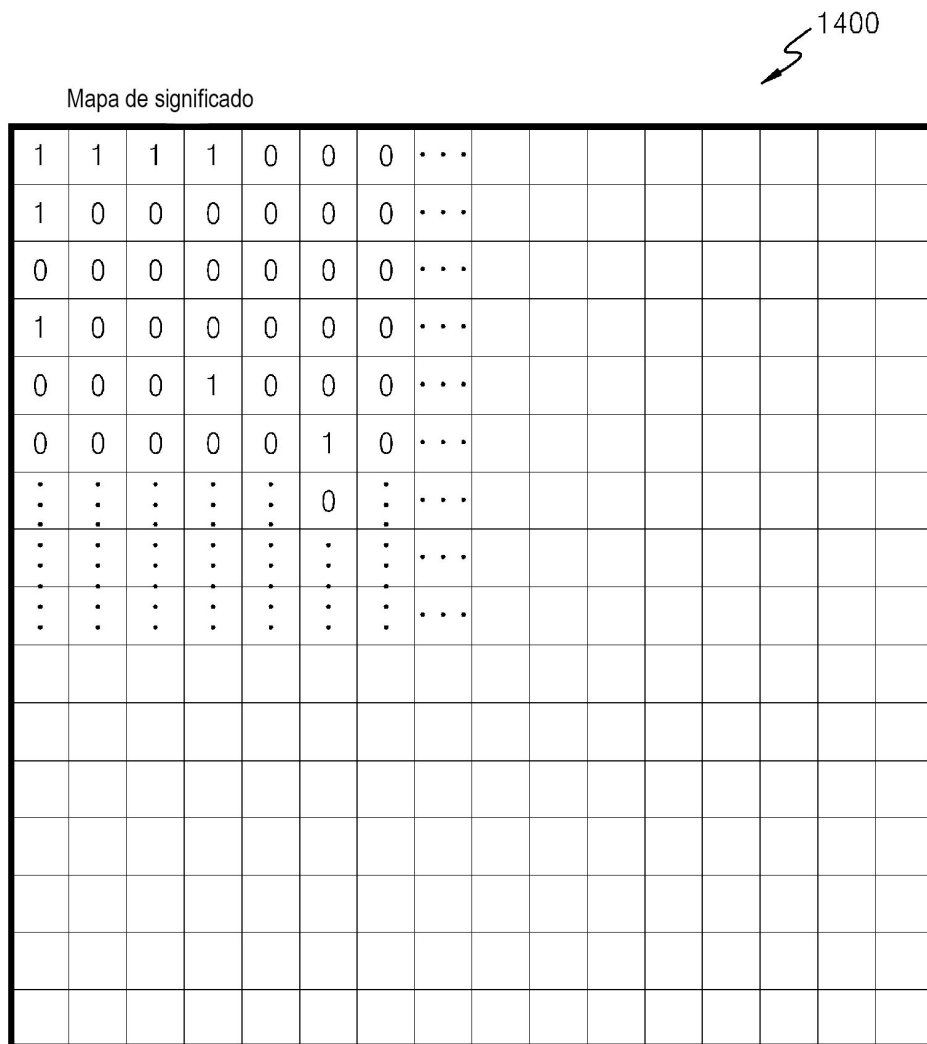 1400
Mapa de significado
1 1 1 1 0 0 0 ···
1 0 0 0 0 0 0 ···
0 0 0 0 0 0 0 ···
1 0 0 0 0 0 0 ···
0 0 0 1 0 0 0 ···
0 0 0 0 0 1 0 ···
⋮ ⋮ ⋮ ⋮ ⋮ 0 ⋮ ···
⋮ ⋮ ⋮ ⋮ ⋮ ⋮ ⋮ ···
⋮ ⋮ ⋮ ⋮ ⋮ ⋮ ⋮ ···